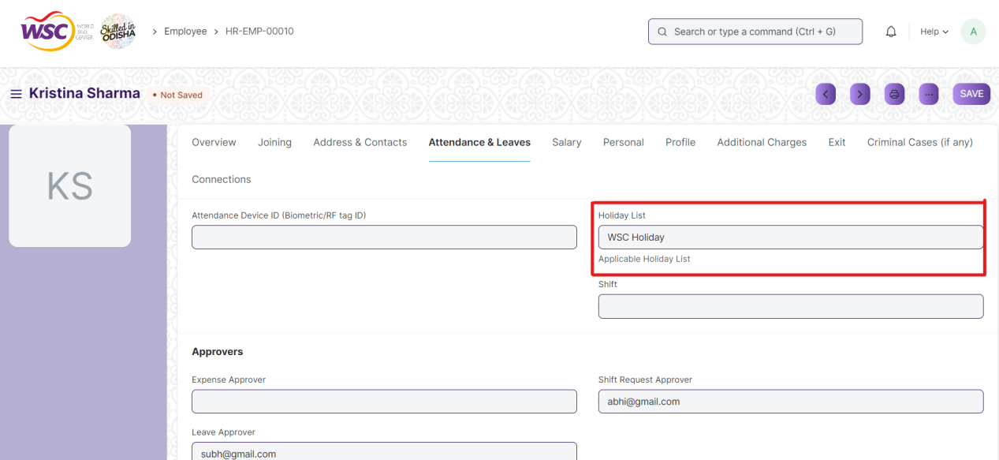 WSC WORLD SKILL CENTER Skilled in ODISHA > Employee > HR-EMP-00010 Search or type a command (Ctrl + G) Help A
Kristina Sharma • Not Saved ... SAVE
KS
Overview Joining Address & Contacts Attendance & Leaves Salary Personal Profile Additional Charges Exit Criminal Cases (if any)
Connections
Attendance Device ID (Biometric/RF tag ID) Holiday List
WSC Holiday
Applicable Holiday List
Shift
Approvers
Expense Approver Shift Request Approver
abhi@gmail.com
Leave Approver
subh@gmail.com